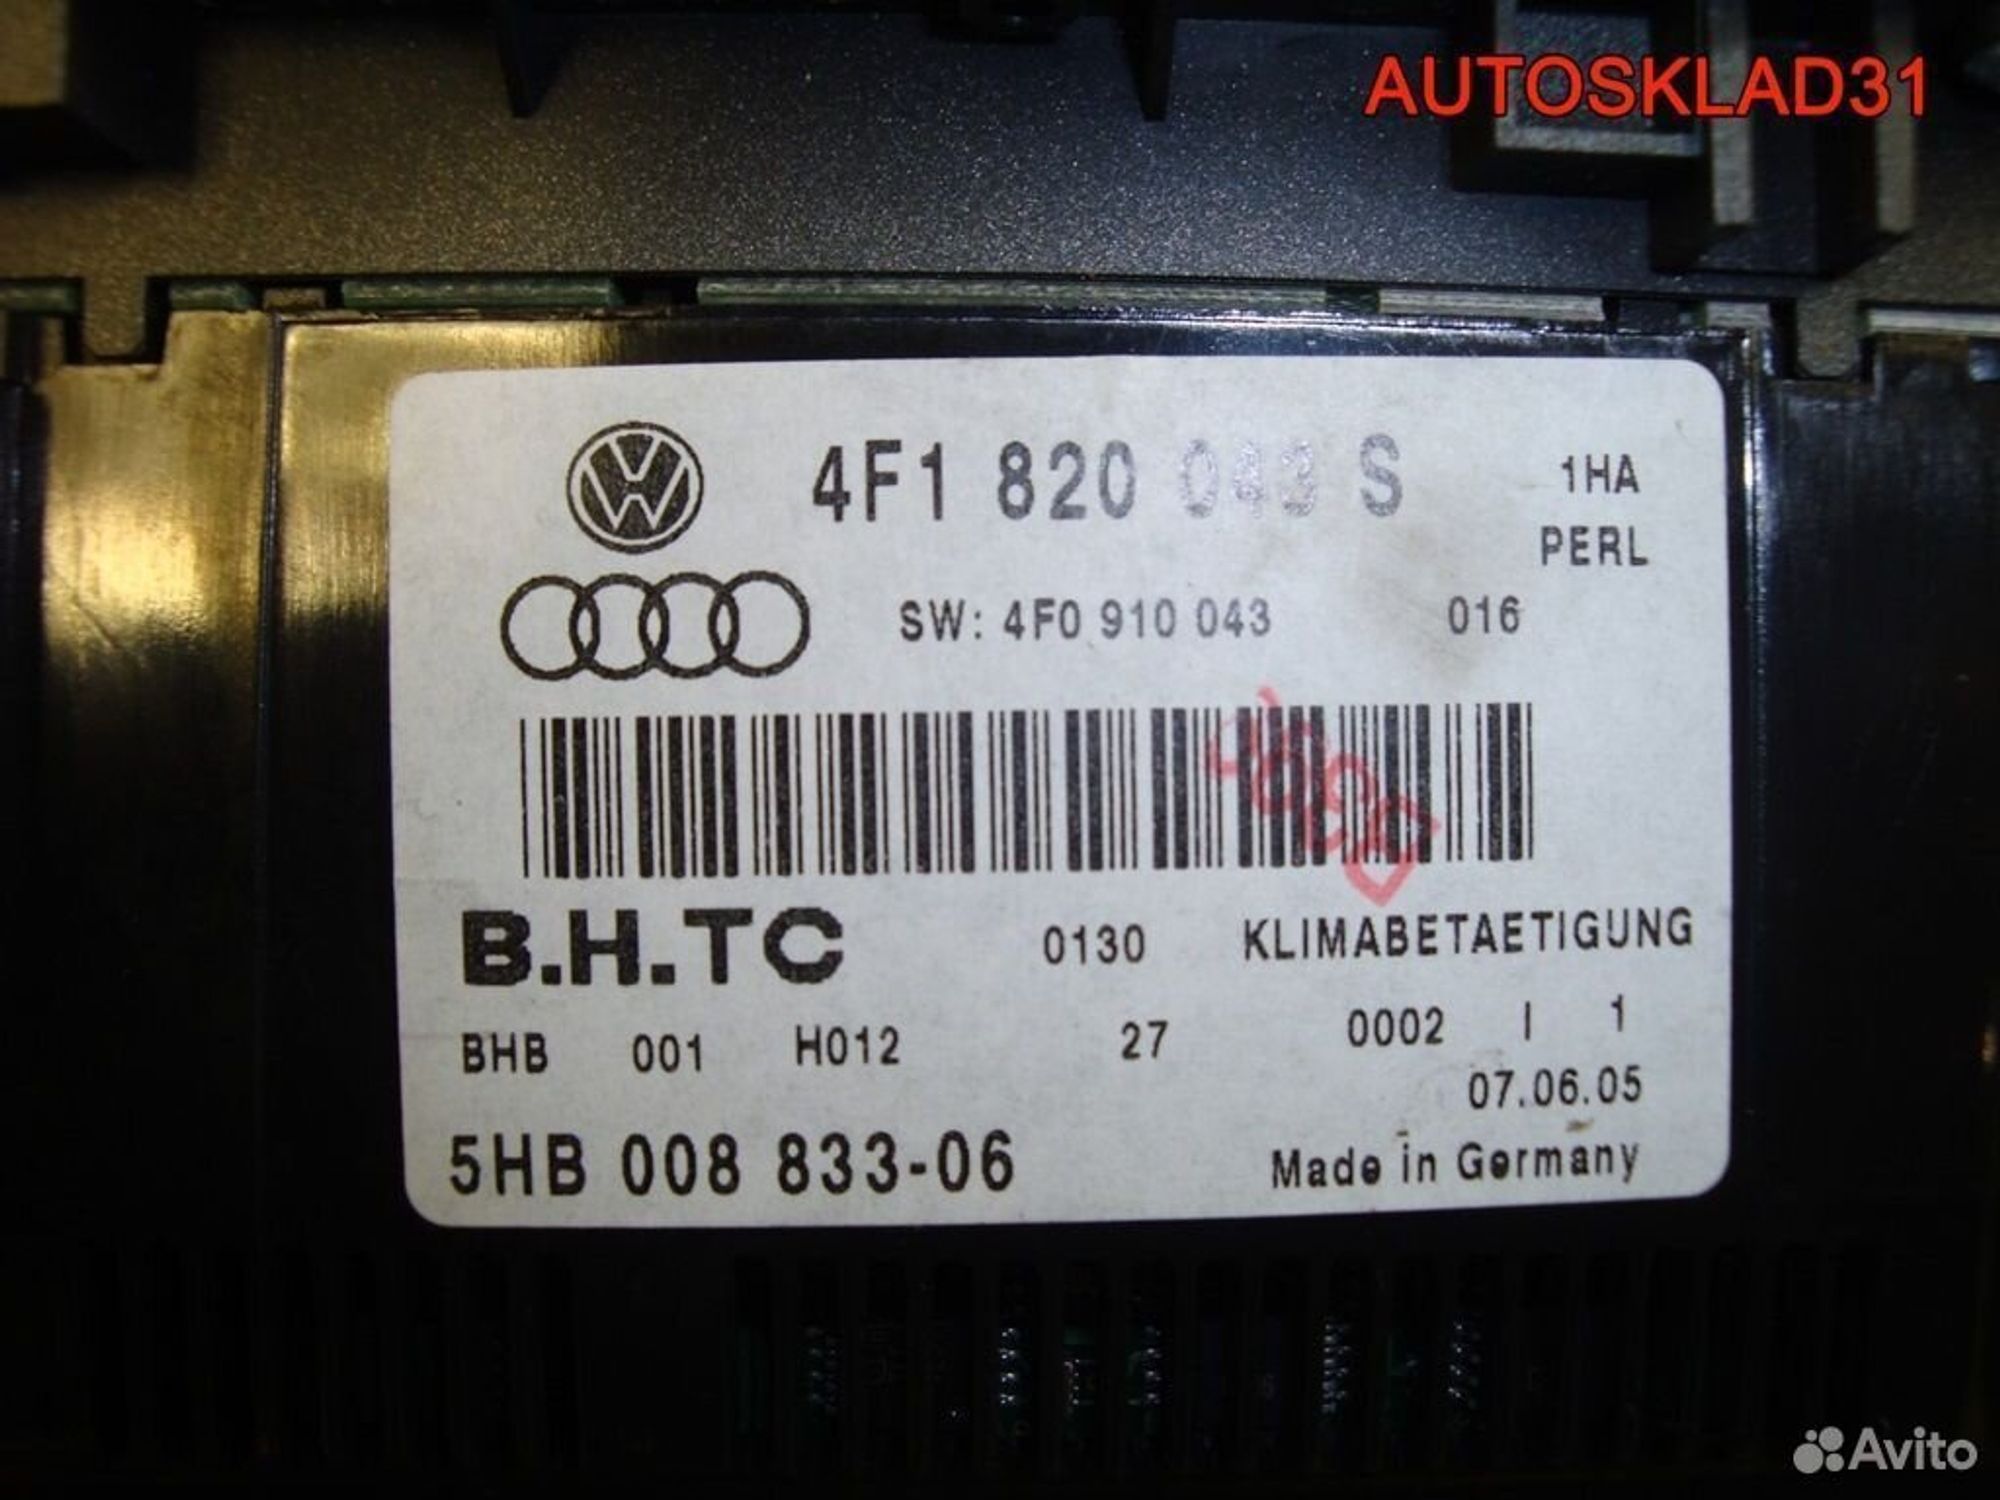 AUTOSKLAD31
4F1 820 043 S 1HA
PERL
SW: 4F0 910 043 016
B.H.TC 0130 KLIMABETAETIGUNG
BHB 001 H012 27 0002 I 1
07.06.05
5HB 008 833-06 Made in Germany
Avito